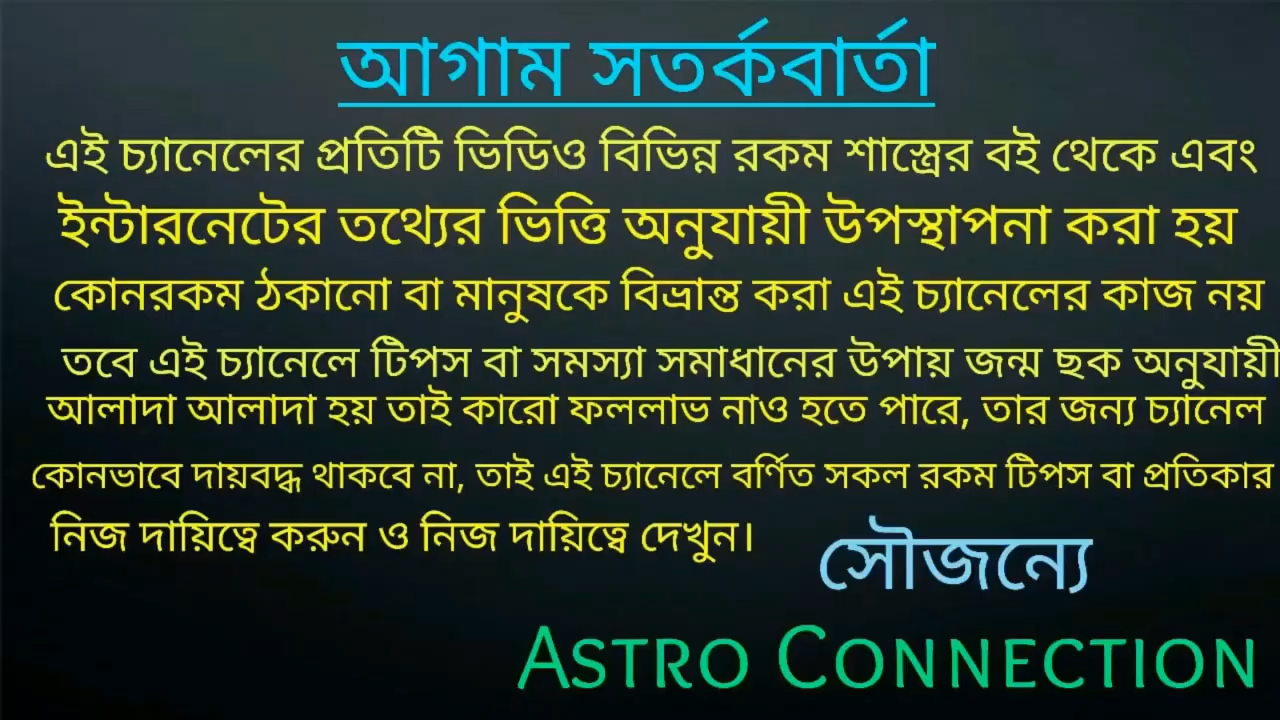 আগাম সতর্কবার্তা
এই চ্যানেলের প্রতিটি ভিডিও বিভিন্ন রকম শাস্ত্রের বই থেকে এবং
ইন্টারনেটের তথ্যের ভিত্তি অনুযায়ী উপস্থাপনা করা হয়
কোনরকম ঠকানো বা মানুষকে বিভ্রান্ত করা এই চ্যানেলের কাজ নয়
তবে এই চ্যানেলে টিপস বা সমস্যা সমাধানের উপায় জন্ম ছক অনুযায়ী
আলাদা আলাদা হয় তাই কারো ফললাভ নাও হতে পারে, তার জন্য চ্যানেল
কোনভাবে দায়বদ্ধ থাকবে না, তাই এই চ্যানেলে বর্ণিত সকল রকম টিপস বা প্রতিকার
নিজ দায়িত্বে করুন ও নিজ দায়িত্বে দেখুন।
সৌজন্যে
ASTRO CONNECTION